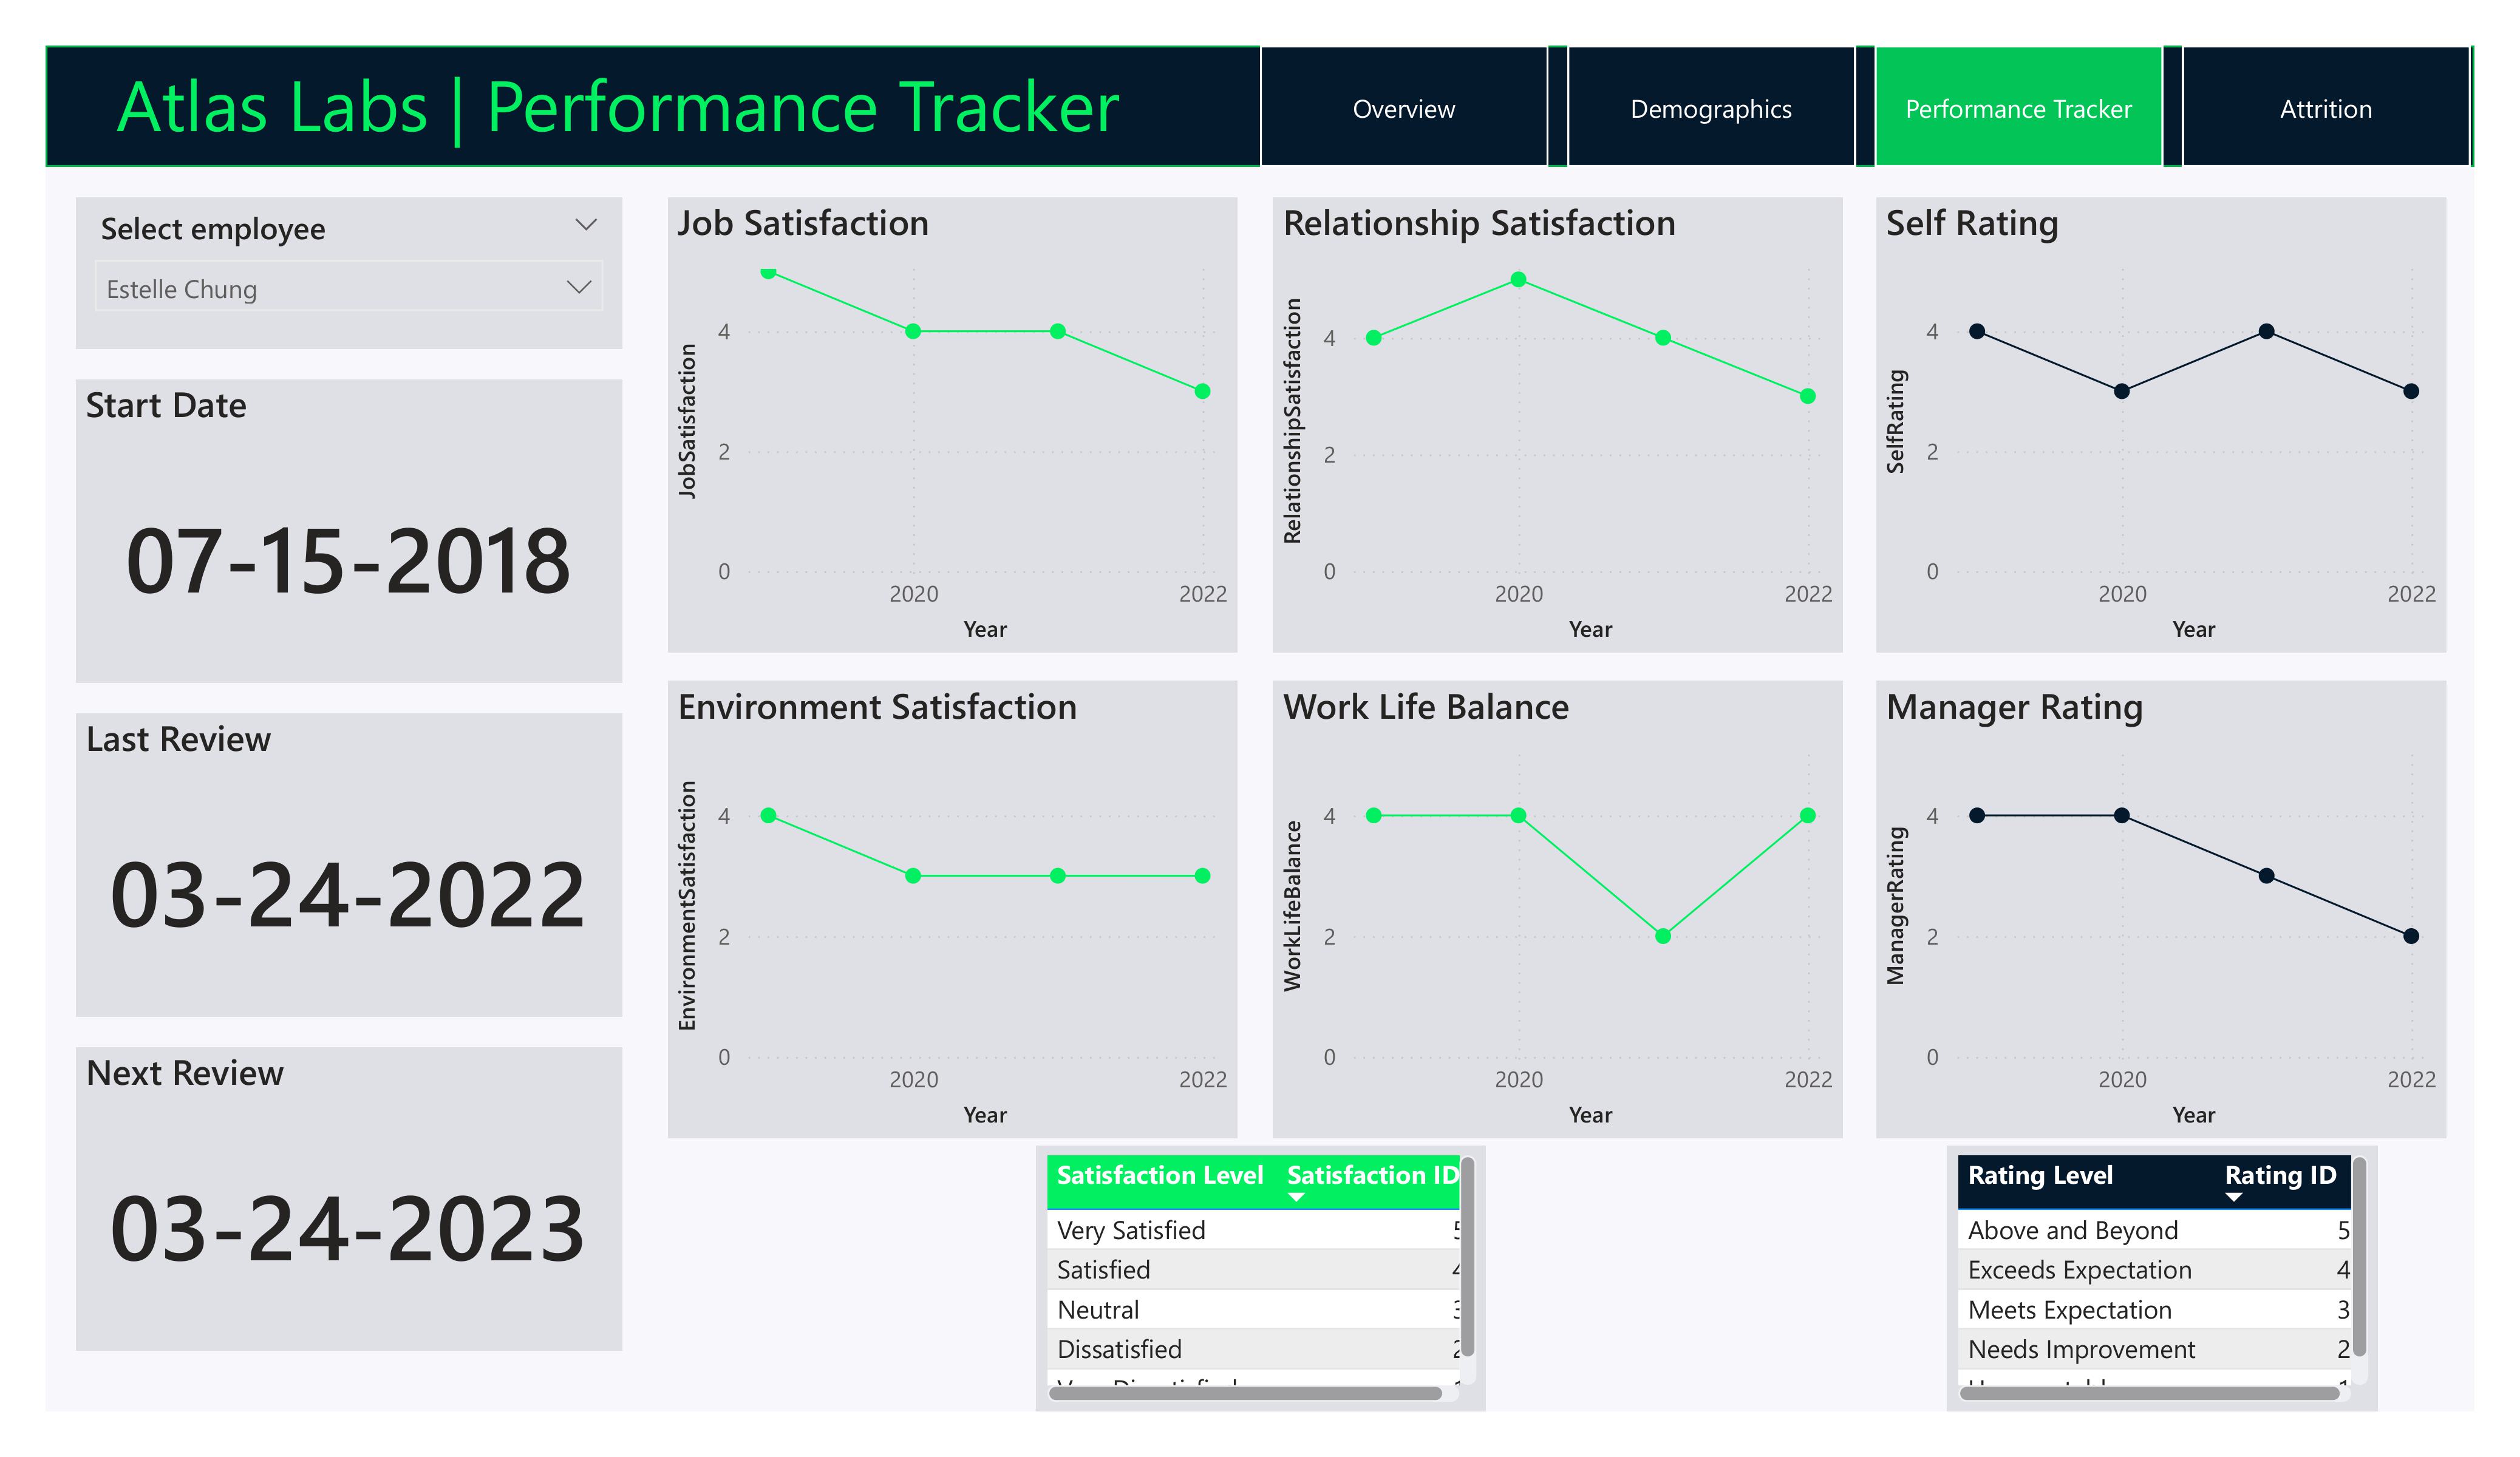 Atlas Labs | Performance Tracker
Overview
Demographics
Performance Tracker
Attrition
Select employee
Estelle Chung
Start Date
07-15-2018
Last Review
03-24-2022
Next Review
03-24-2023
Job Satisfaction
JobSatisfaction
4
2
0
2020
2022
Year
Relationship Satisfaction
RelationshipSatisfaction
4
2
0
2020
2022
Year
Self Rating
SelfRating
4
2
0
2020
2022
Year
Environment Satisfaction
EnvironmentSatisfaction
4
2
0
2020
2022
Year
Work Life Balance
WorkLifeBalance
4
2
0
2020
2022
Year
Manager Rating
ManagerRating
4
2
0
2020
2022
Year
Satisfaction Level Satisfaction ID
Very Satisfied 5
Satisfied 4
Neutral 3
Dissatisfied 2
Rating Level Rating ID
Above and Beyond 5
Exceeds Expectation 4
Meets Expectation 3
Needs Improvement 2